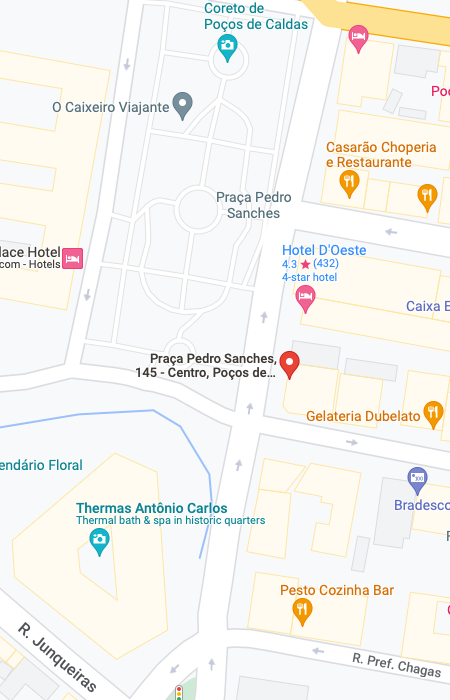 Coreto de
Poços de Caldas
O Caixeiro Viajante
Casarão Choperia
e Restaurante
Praça Pedro
Sanches
lace Hotel
com - Hotels
Hotel D'Oeste
4.3 ★ (432)
4-star hotel
Caixa E
Praça Pedro Sanches,
145 - Centro, Poços de...
Gelateria Dubelato
endário Floral
Bradesco
Thermas Antônio Carlos
Thermal bath & spa in historic quarters
Pesto Cozinha Bar
R. Junqueiras
R. Pref. Chagas